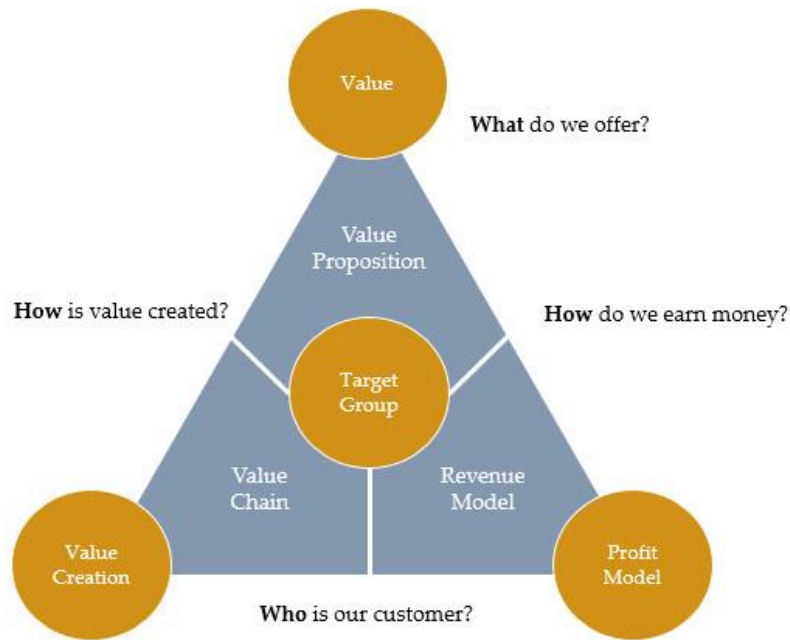 Value
What do we offer?
Value
Proposition
How is value created?
How do we earn money?
Target
Group
Value
Chain
Revenue
Model
Value
Creation
Profit
Model
Who is our customer?